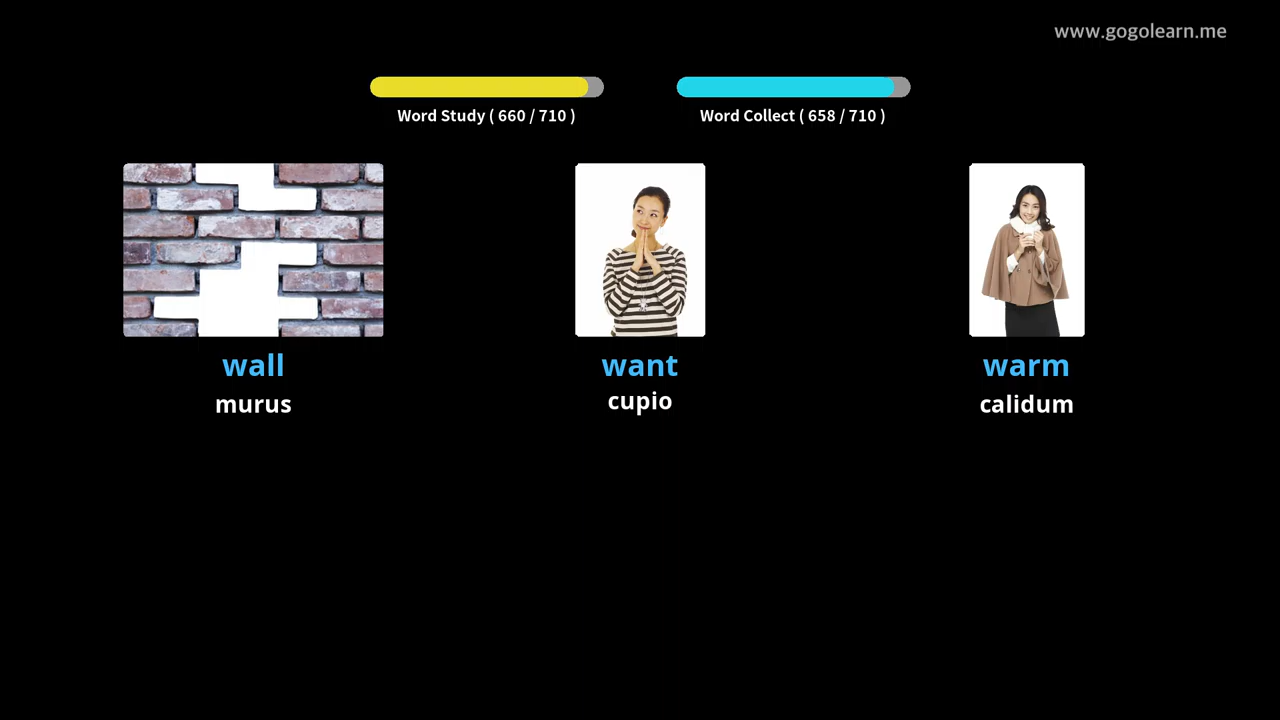 www.gogolearn.me
Word Study ( 660 / 710 )
Word Collect ( 658 / 710 )
wall
want
warm
murus
cupio
calidum